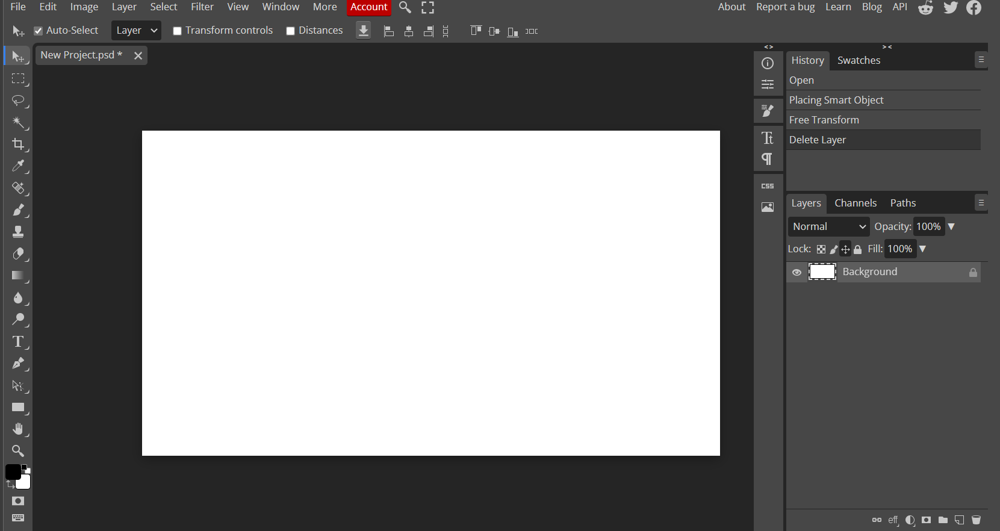 File Edit Image Layer Select Filter View Window More Account About Report a bug Learn Blog API
Auto-Select Layer Transform controls Distances
New Project.psd *
History Swatches
Open
Placing Smart Object
Free Transform
Delete Layer
Tt
CSS
Layers Channels Paths
Normal Opacity: 100%
Lock: Fill: 100%
Background
T
eff